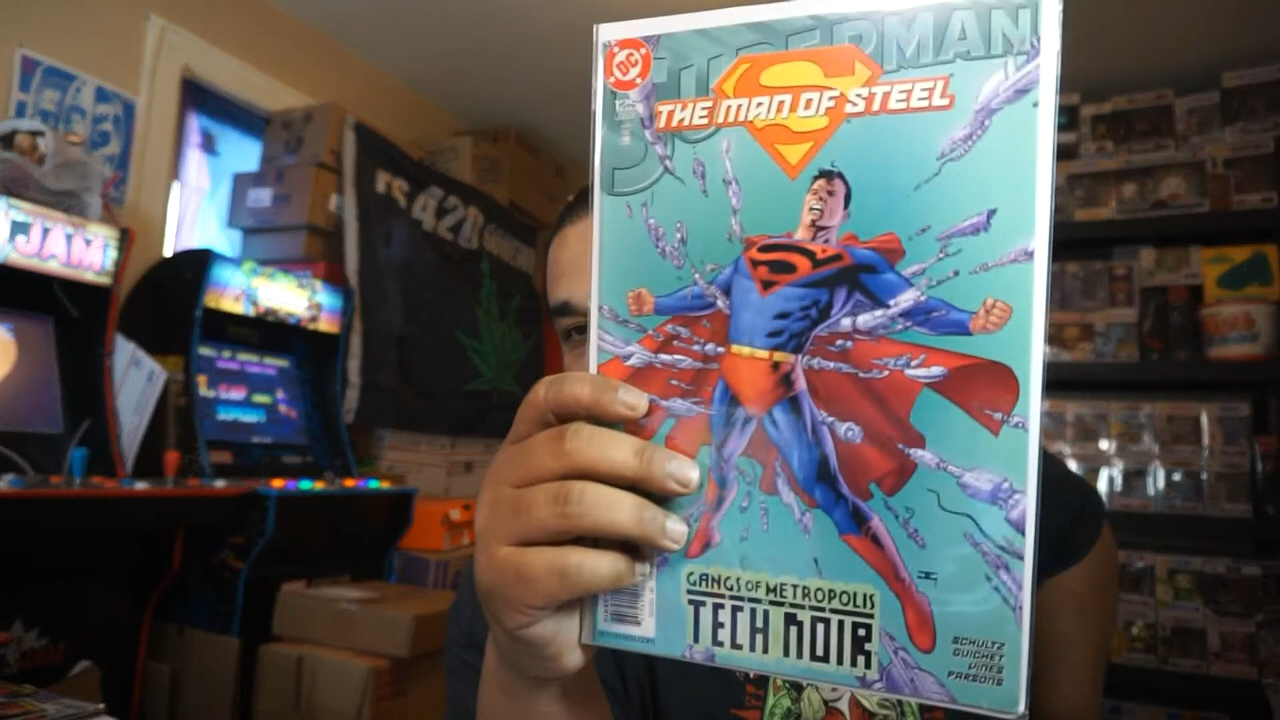 SUPERMAN
DC
THE MAN OF STEEL
JAM
420
GANGS OF METROPOLIS
TECH NOIR
SCHULTZ
GUICHET
VINES
PARSONS